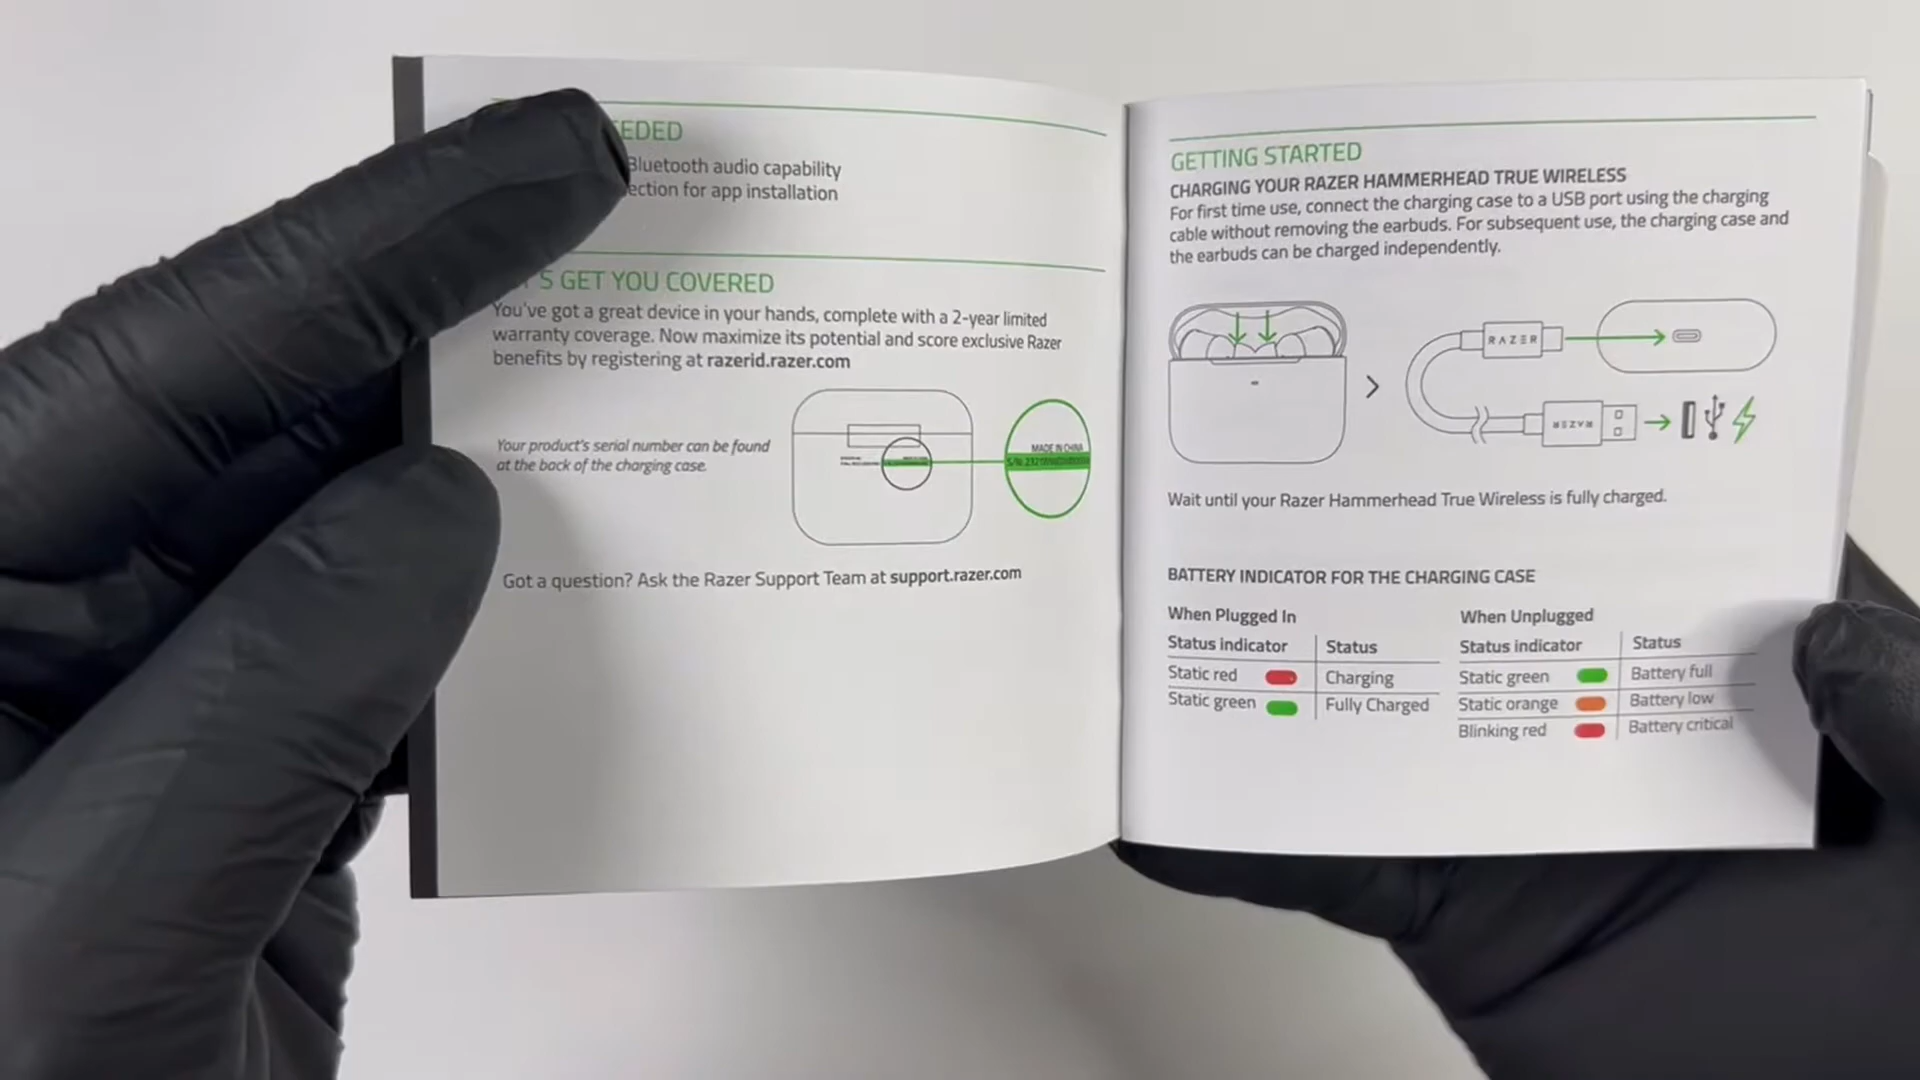 EEDED
Bluetooth audio capability
ection for app installation
'S GET YOU COVERED
You've got a great device in your hands, complete with a 2-year limited
warranty coverage. Now maximize its potential and score exclusive Razer
benefits by registering at razerid.razer.com
Your product's serial number can be found
at the back of the charging case.
MADE IN CHINA
Got a question? Ask the Razer Support Team at support.razer.com
GETTING STARTED
CHARGING YOUR RAZER HAMMERHEAD TRUE WIRELESS
For first time use, connect the charging case to a USB port using the charging
cable without removing the earbuds. For subsequent use, the charging case and
the earbuds can be charged independently.
RAZER
RAZER
Wait until your Razer Hammerhead True Wireless is fully charged.
BATTERY INDICATOR FOR THE CHARGING CASE
When Plugged In
Status indicator Status
Static red Charging
Static green Fully Charged
When Unplugged
Status indicator Status
Static green Battery full
Static orange Battery low
Blinking red Battery critical